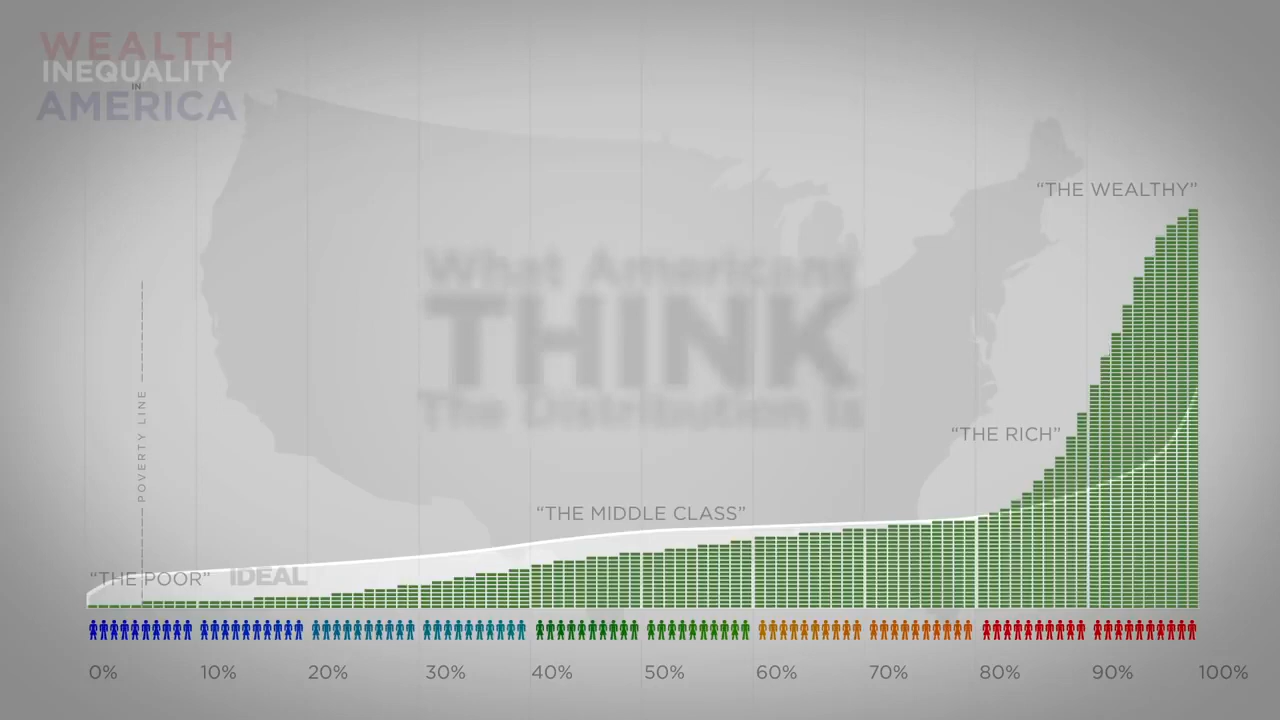 WEALTH
INEQUALITY
IN
AMERICA
“THE WEALTHY”
What Americans
THINK
The Distribution is
POVERTY LINE
“THE RICH”
“THE MIDDLE CLASS”
“THE POOR”
IDEAL
0% 10% 20% 30% 40% 50% 60% 70% 80% 90% 100%